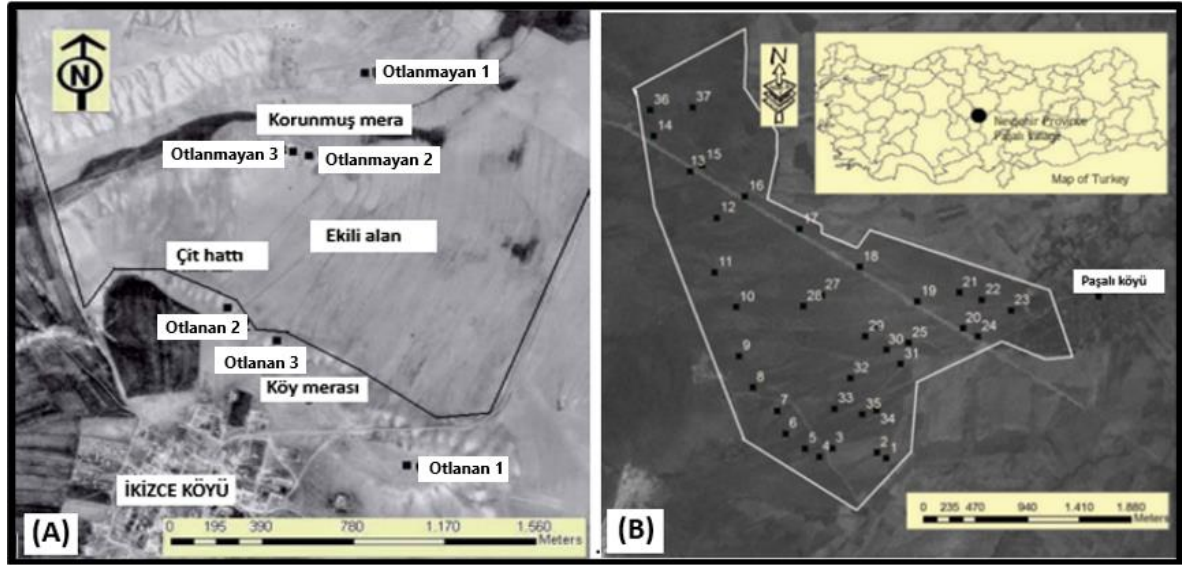 N
Otlanmayan 1
Korunmuş mera
Otlanmayan 3
Otlanmayan 2
Ekili alan
Çit hattı
Otlanan 2
Otlanan 3
Köy merası
Otlanan 1
İKİZCE KÖYÜ
(A)
0 195 390 780 1.170 1.560
Meters
N
Nevşehir Province
Paşalı Village
Map of Turkey
36
37
14
13
15
16
12
17
18
11
27
21
22
Paşalı köyü
10
28
19
23
20
24
29
30
25
9
31
32
8
7
33
35
34
6
5
4
3
2
1
(B)
0 235 470 940 1.410 1.880
Meters